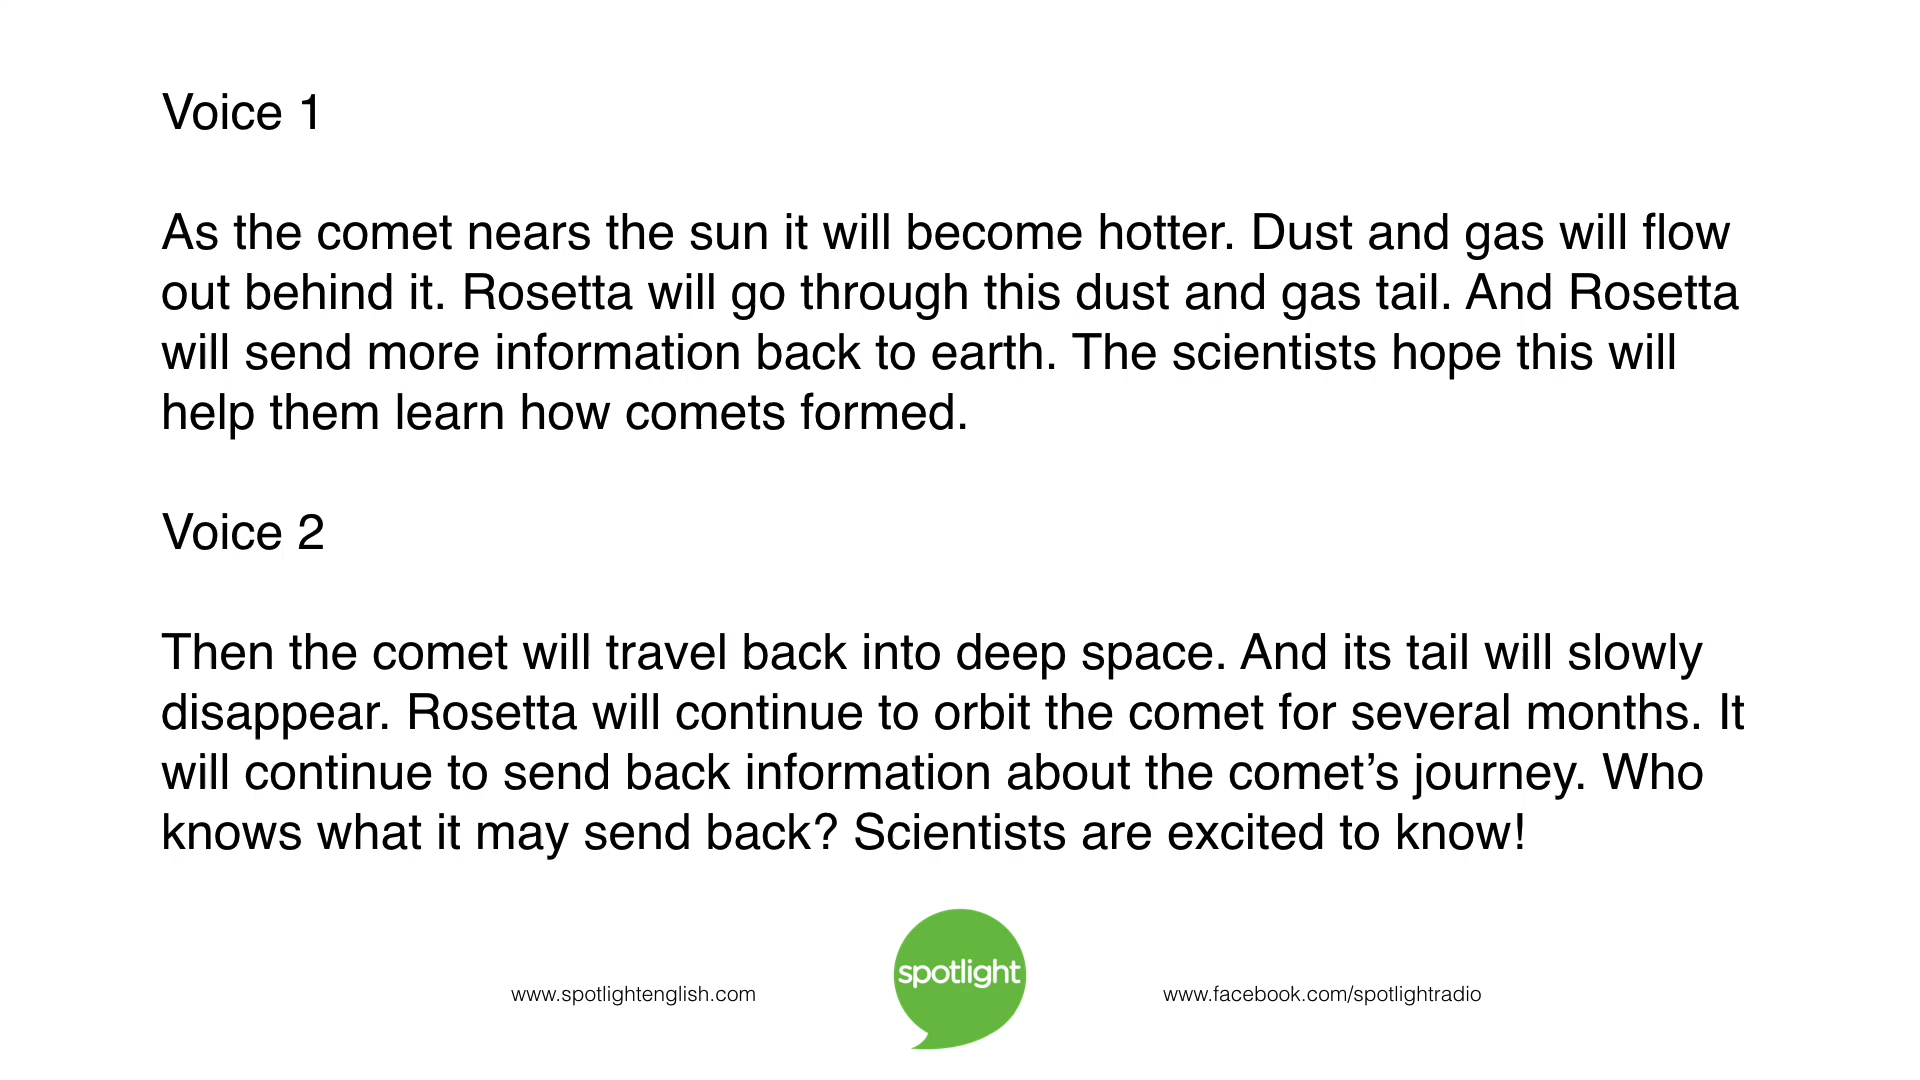 Voice 1
As the comet nears the sun it will become hotter. Dust and gas will flow
out behind it. Rosetta will go through this dust and gas tail. And Rosetta
will send more information back to earth. The scientists hope this will
help them learn how comets formed.
Voice 2
Then the comet will travel back into deep space. And its tail will slowly
disappear. Rosetta will continue to orbit the comet for several months. It
will continue to send back information about the comet’s journey. Who
knows what it may send back? Scientists are excited to know!
spotlight
www.spotlightenglish.com
www.facebook.com/spotlightradio